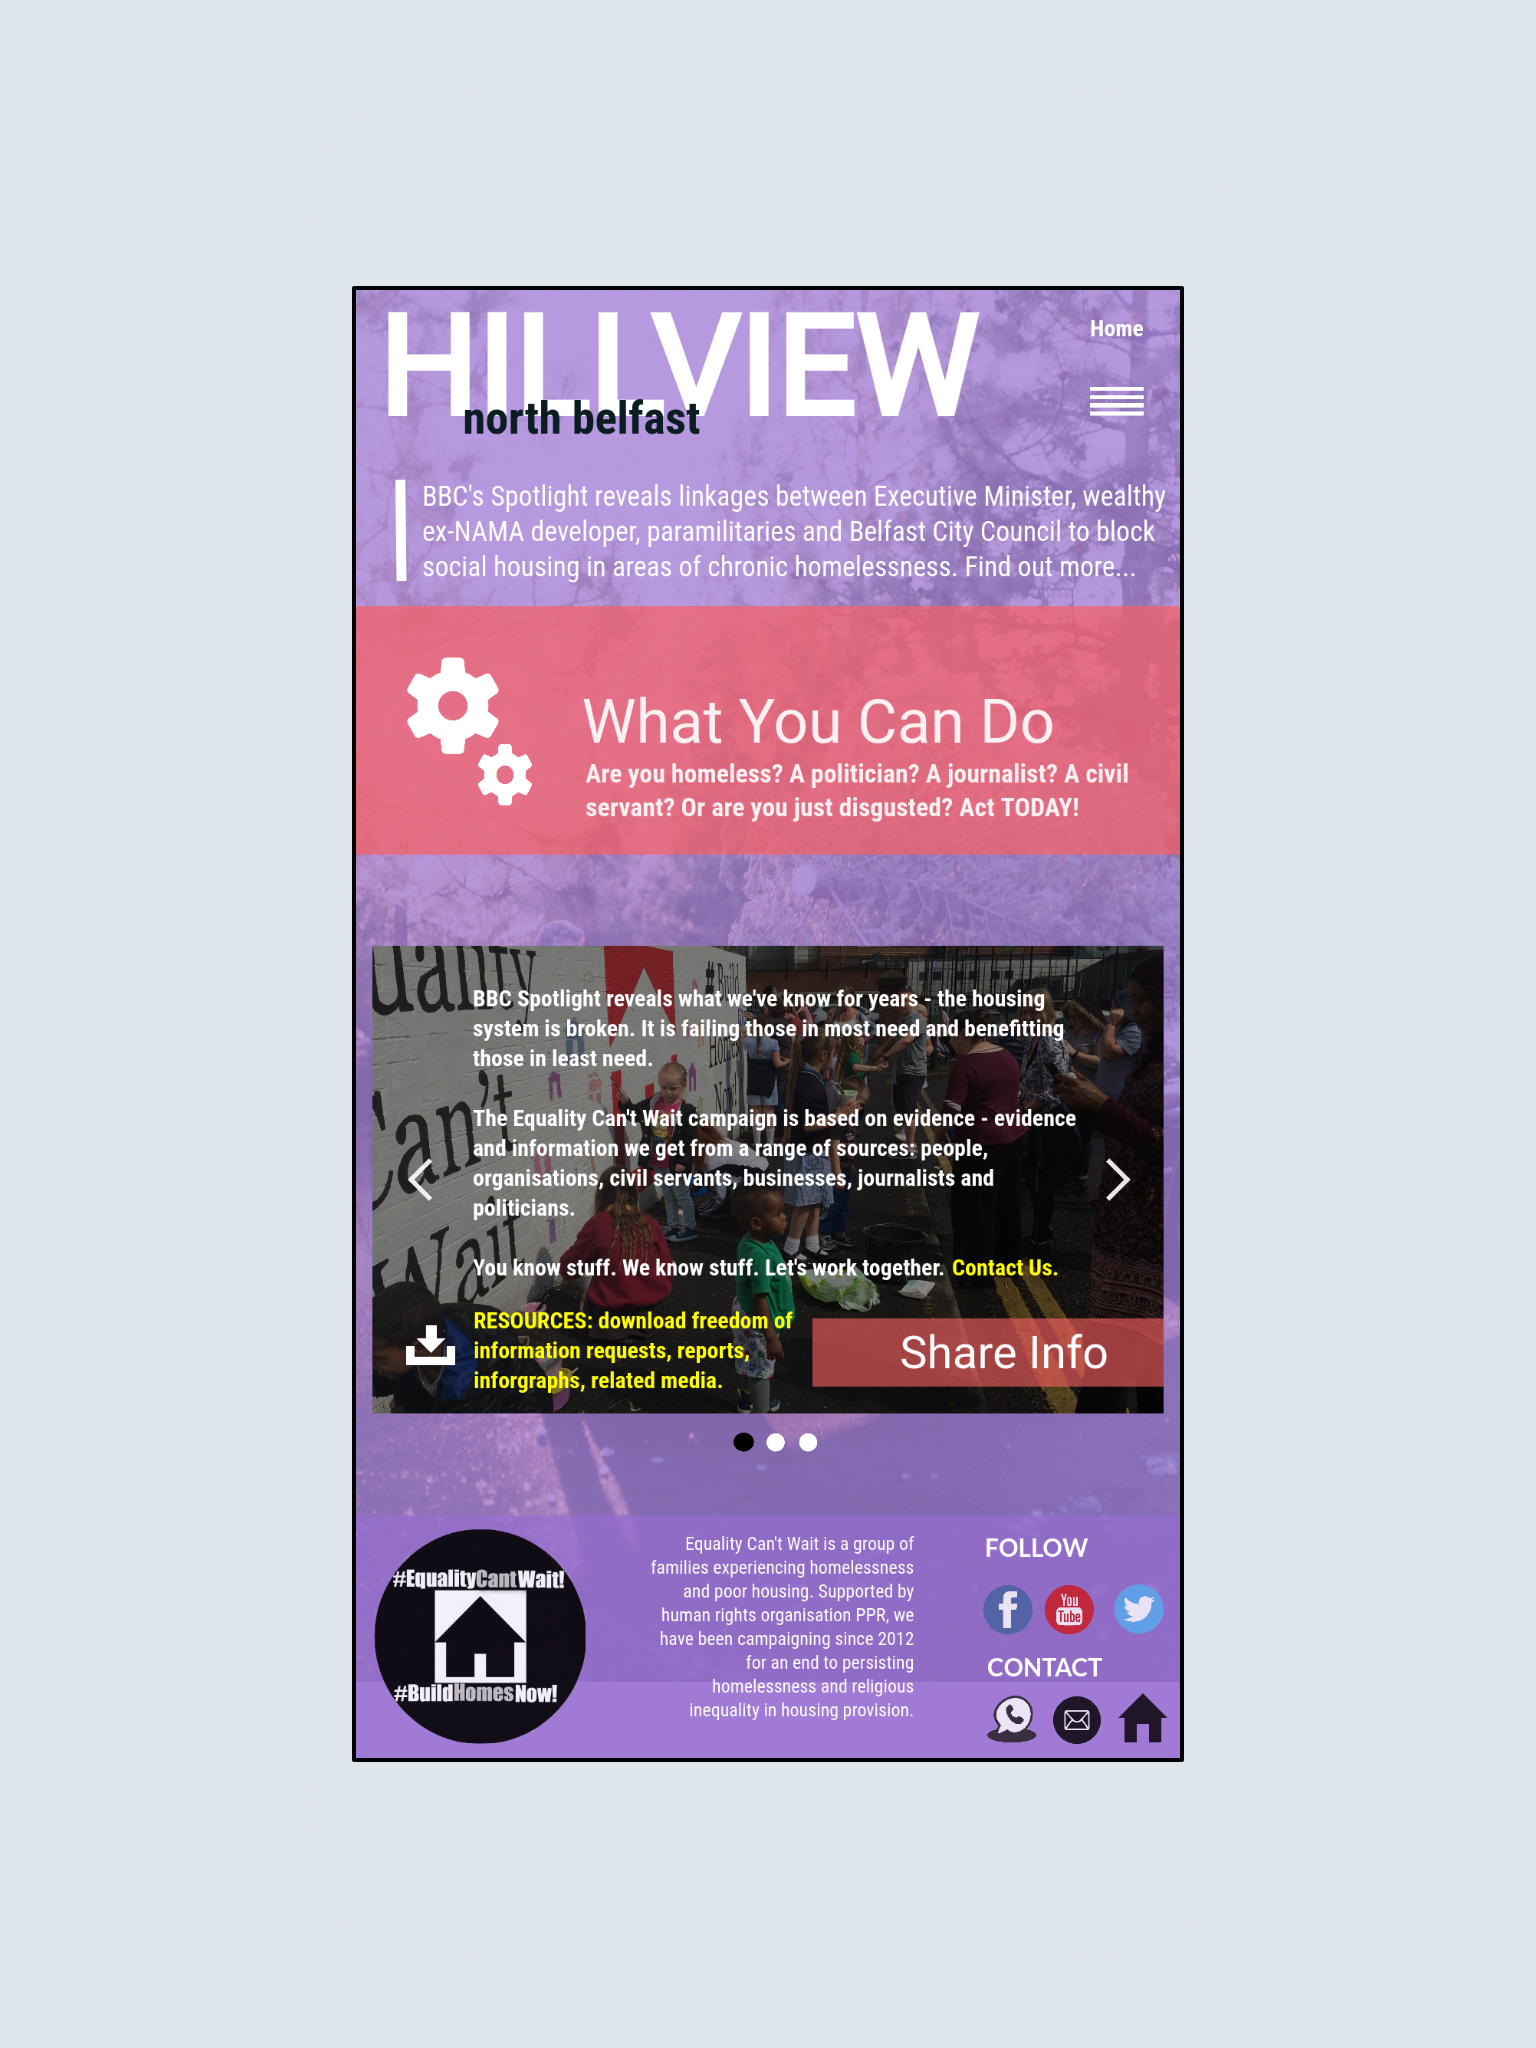 HILLVIEW
north belfast
Home
BBC's Spotlight reveals linkages between Executive Minister, wealthy
ex-NAMA developer, paramilitaries and Belfast City Council to block
social housing in areas of chronic homelessness. Find out more...
What You Can Do
Are you homeless? A politician? A journalist? A civil
servant? Or are you just disgusted? Act TODAY!
uality
Can't
Wait
#Build
Homes
Now!
BBC Spotlight reveals what we've know for years - the housing
system is broken. It is failing those in most need and benefitting
those in least need.
The Equality Can't Wait campaign is based on evidence - evidence
and information we get from a range of sources: people,
organisations, civil servants, businesses, journalists and
politicians.
You know stuff. We know stuff. Let's work together. Contact Us.
RESOURCES: download freedom of
information requests, reports,
inforgraphs, related media.
Share Info
#EqualityCantWait!
#BuildHomesNow!
Equality Can't Wait is a group of
families experiencing homelessness
and poor housing. Supported by
human rights organisation PPR, we
have been campaigning since 2012
for an end to persisting
homelessness and religious
inequality in housing provision.
FOLLOW
f
You
Tube
CONTACT